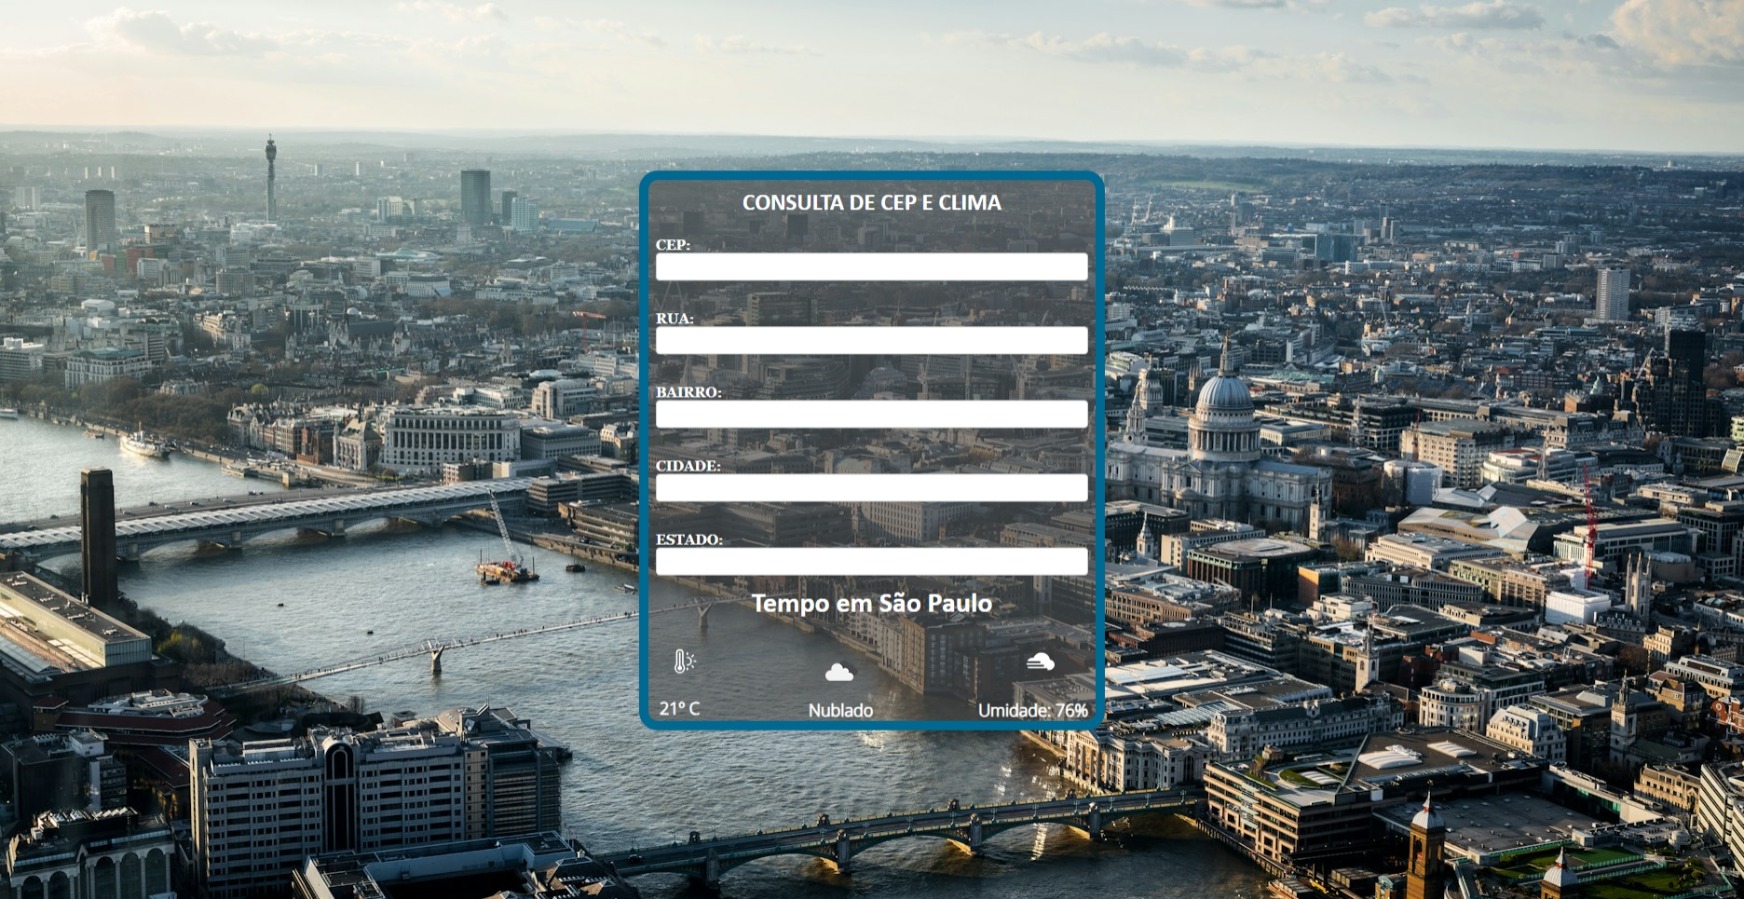 CONSULTA DE CEP E CLIMA
CEP:
RUA:
BAIRRO:
CIDADE:
ESTADO:
Tempo em São Paulo
21° C
Nublado
Umidade: 76%